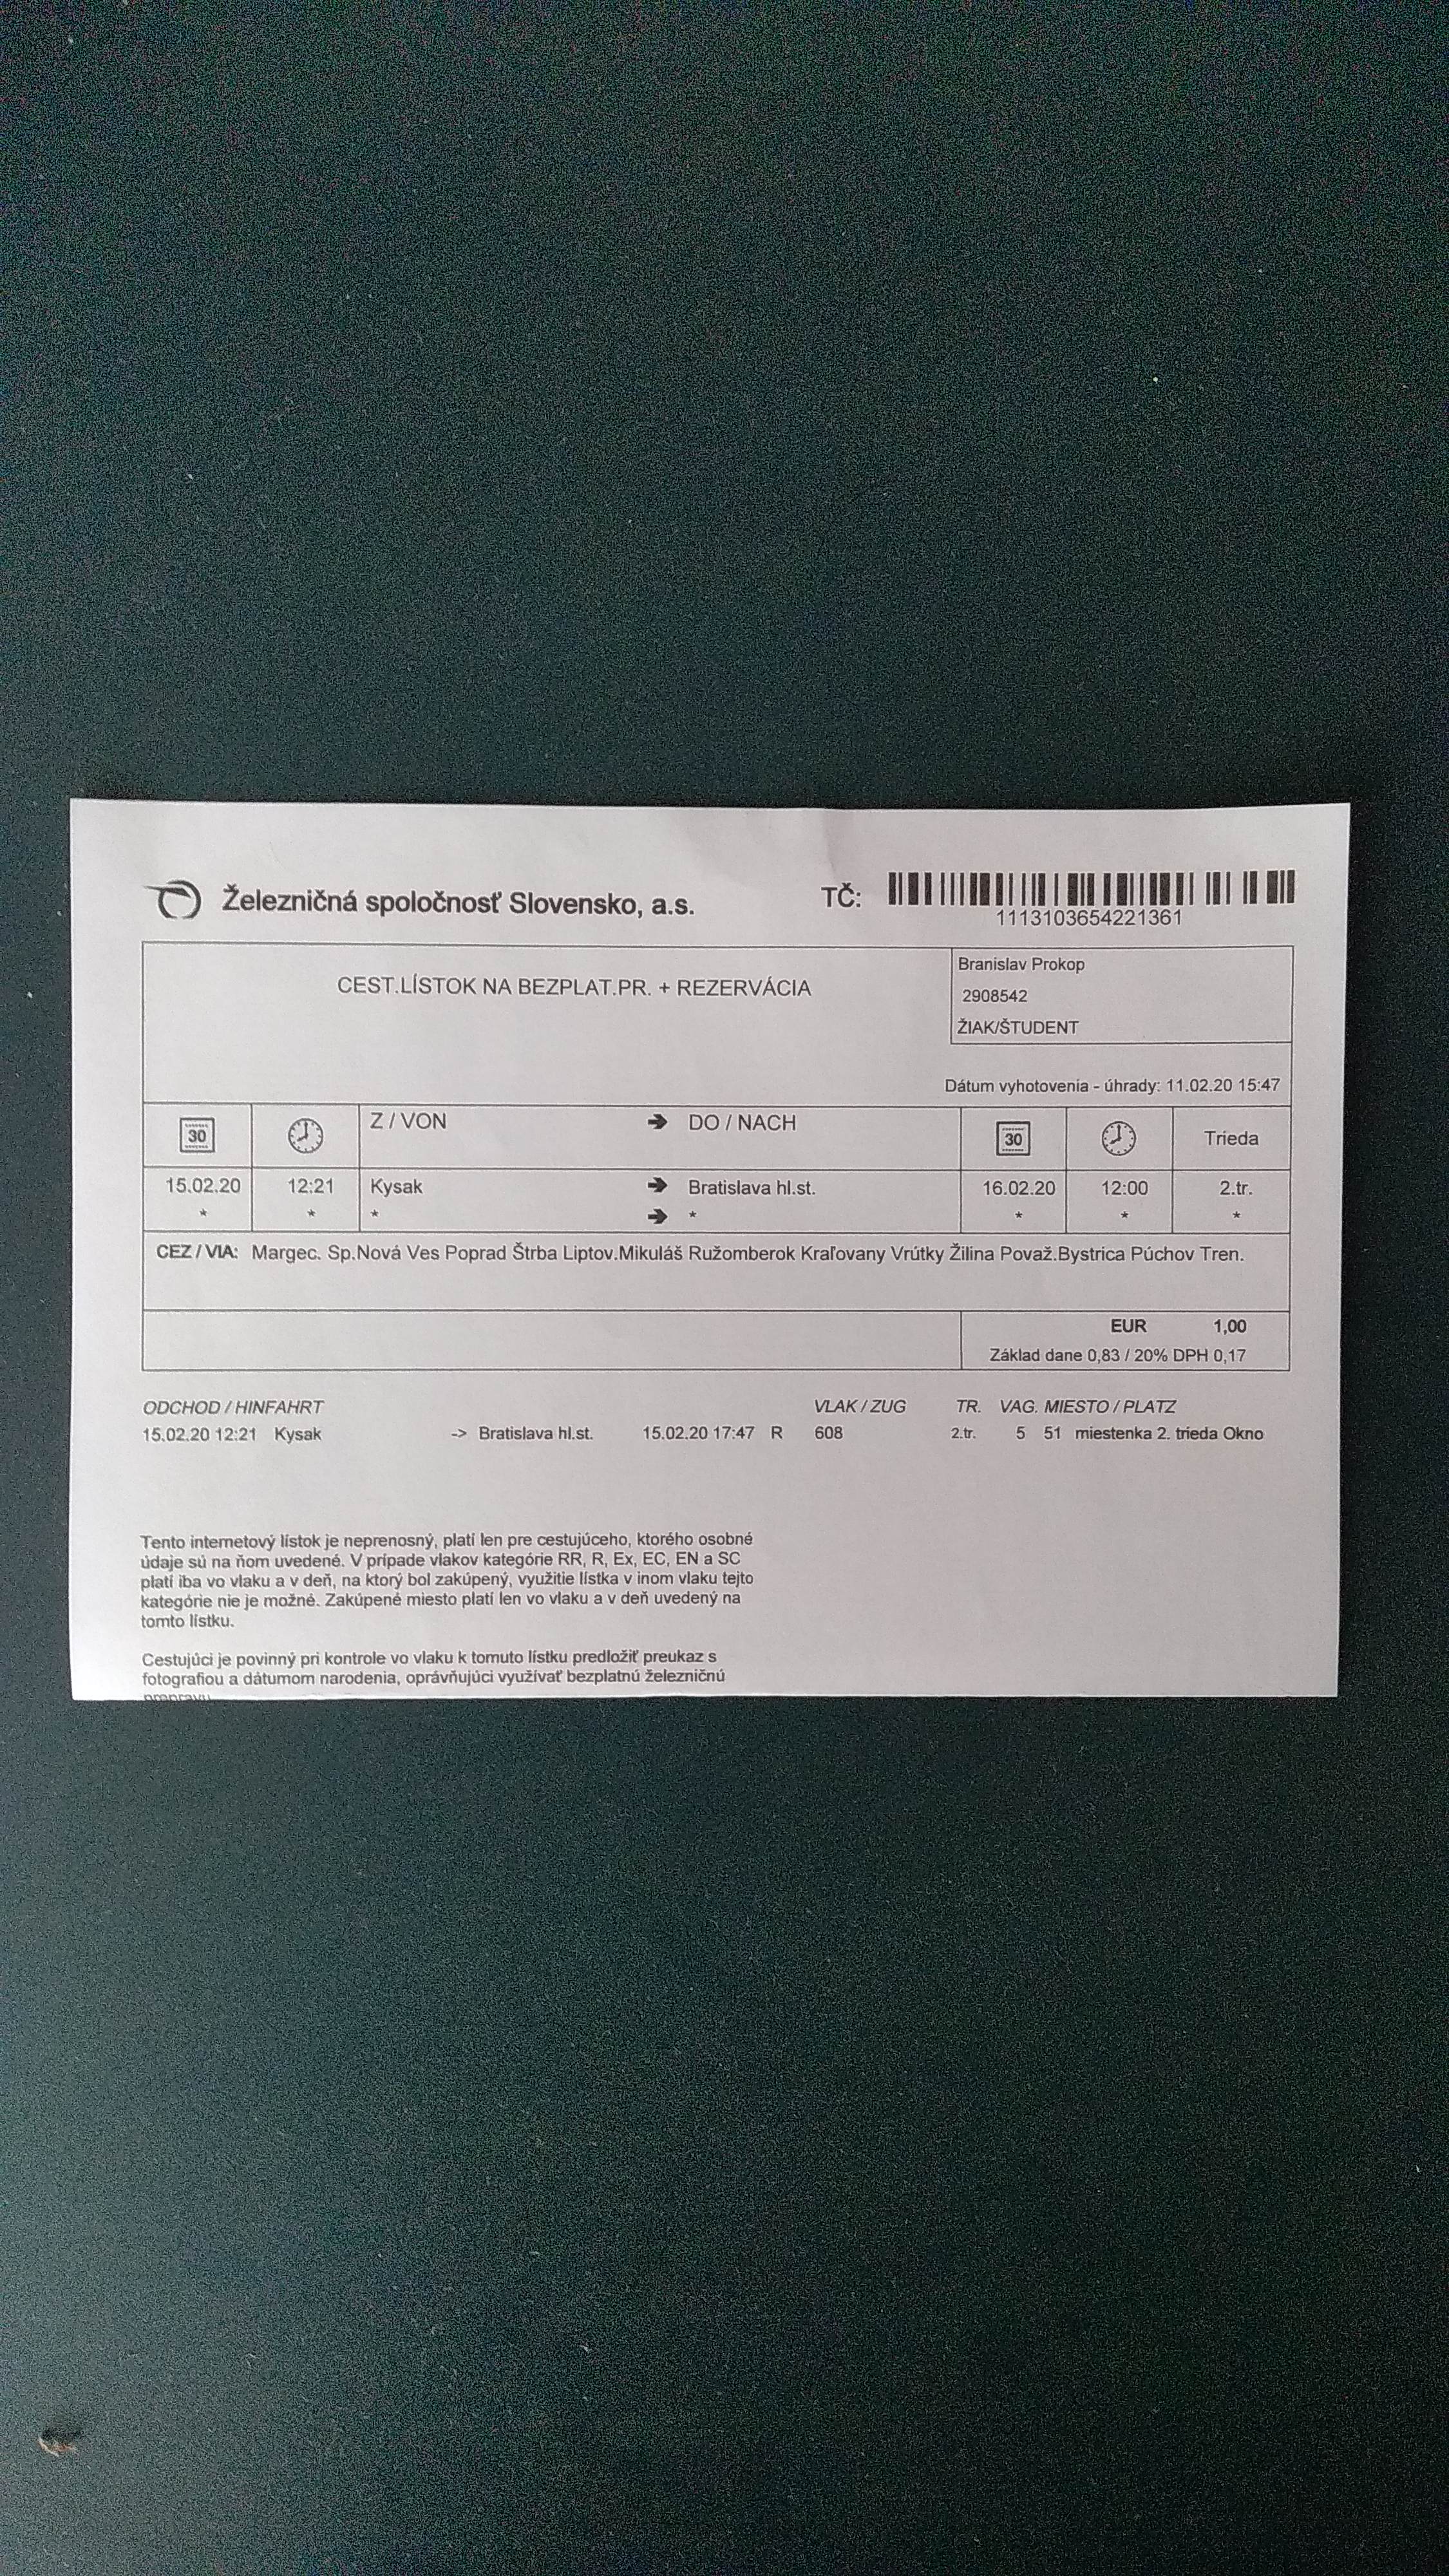 Železničná spoločnosť Slovensko, a.s.
TČ:
1113103654221361
CEST.LÍSTOK NA BEZPLAT.PR. + REZERVÁCIA
Branislav Prokop
2908542
ŽIAK/ŠTUDENT
Dátum vyhotovenia - úhrady: 11.02.20 15:47
30 Z / VON ➔ DO / NACH 30 Trieda
15.02.20 12:21 Kysak ➔ Bratislava hl.st. 16.02.20 12:00 2.tr.
* * * ➔ * * * *
CEZ / VIA: Margec. Sp.Nová Ves Poprad Štrba Liptov.Mikuláš Ružomberok Kraľovany Vrútky Žilina Považ.Bystrica Púchov Tren.
EUR 1,00
Základ dane 0,83 / 20% DPH 0,17
ODCHOD / HINFAHRT VLAK / ZUG TR. VAG. MIESTO / PLATZ
15.02.20 12:21 Kysak -> Bratislava hl.st. 15.02.20 17:47 R 608 2.tr. 5 51 miestenka 2. trieda Okno
Tento internetový lístok je neprenosný, platí len pre cestujúceho, ktorého osobné
údaje sú na ňom uvedené. V prípade vlakov kategórie RR, R, Ex, EC, EN a SC
platí iba vo vlaku a v deň, na ktorý bol zakúpený, využitie lístka v inom vlaku tejto
kategórie nie je možné. Zakúpené miesto platí len vo vlaku a v deň uvedený na
tomto lístku.
Cestujúci je povinný pri kontrole vo vlaku k tomuto lístku predložiť preukaz s
fotografiou a dátumom narodenia, oprávňujúci využívať bezplatnú železničnú
prepravu